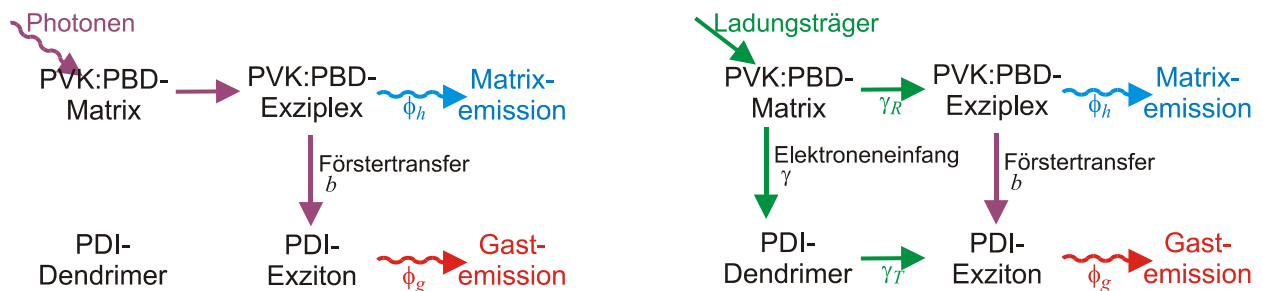 Photonen
PVK:PBD-
Matrix
PVK:PBD-
Exziplex
ϕh
Matrix-
emission
Förstertransfer
b
PDI-
Dendrimer
PDI-
Exziton
ϕg
Gast-
emission
Ladungsträger
PVK:PBD-
Matrix
γR
PVK:PBD-
Exziplex
ϕh
Matrix-
emission
Elektroneneinfang
γ
Förstertransfer
b
PDI-
Dendrimer
γT
PDI-
Exziton
ϕg
Gast-
emission